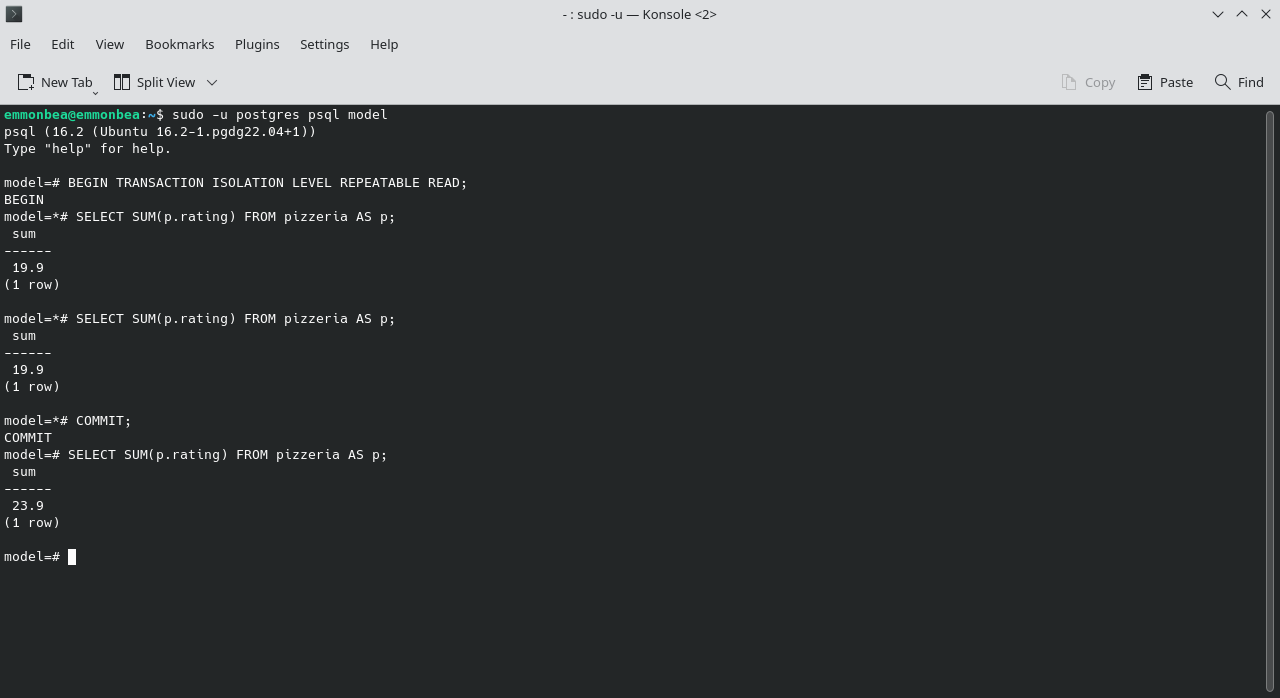 - : sudo -u — Konsole <2>
File Edit View Bookmarks Plugins Settings Help
New Tab Split View Copy Paste Find
emmonbea@emmonbea:~$ sudo -u postgres psql model
psql (16.2 (Ubuntu 16.2-1.pgdg22.04+1))
Type "help" for help.
model=# BEGIN TRANSACTION ISOLATION LEVEL REPEATABLE READ;
BEGIN
model=*# SELECT SUM(p.rating) FROM pizzeria AS p;
sum
------
19.9
(1 row)
model=*# SELECT SUM(p.rating) FROM pizzeria AS p;
sum
------
19.9
(1 row)
model=*# COMMIT;
COMMIT
model=# SELECT SUM(p.rating) FROM pizzeria AS p;
sum
------
23.9
(1 row)
model=#